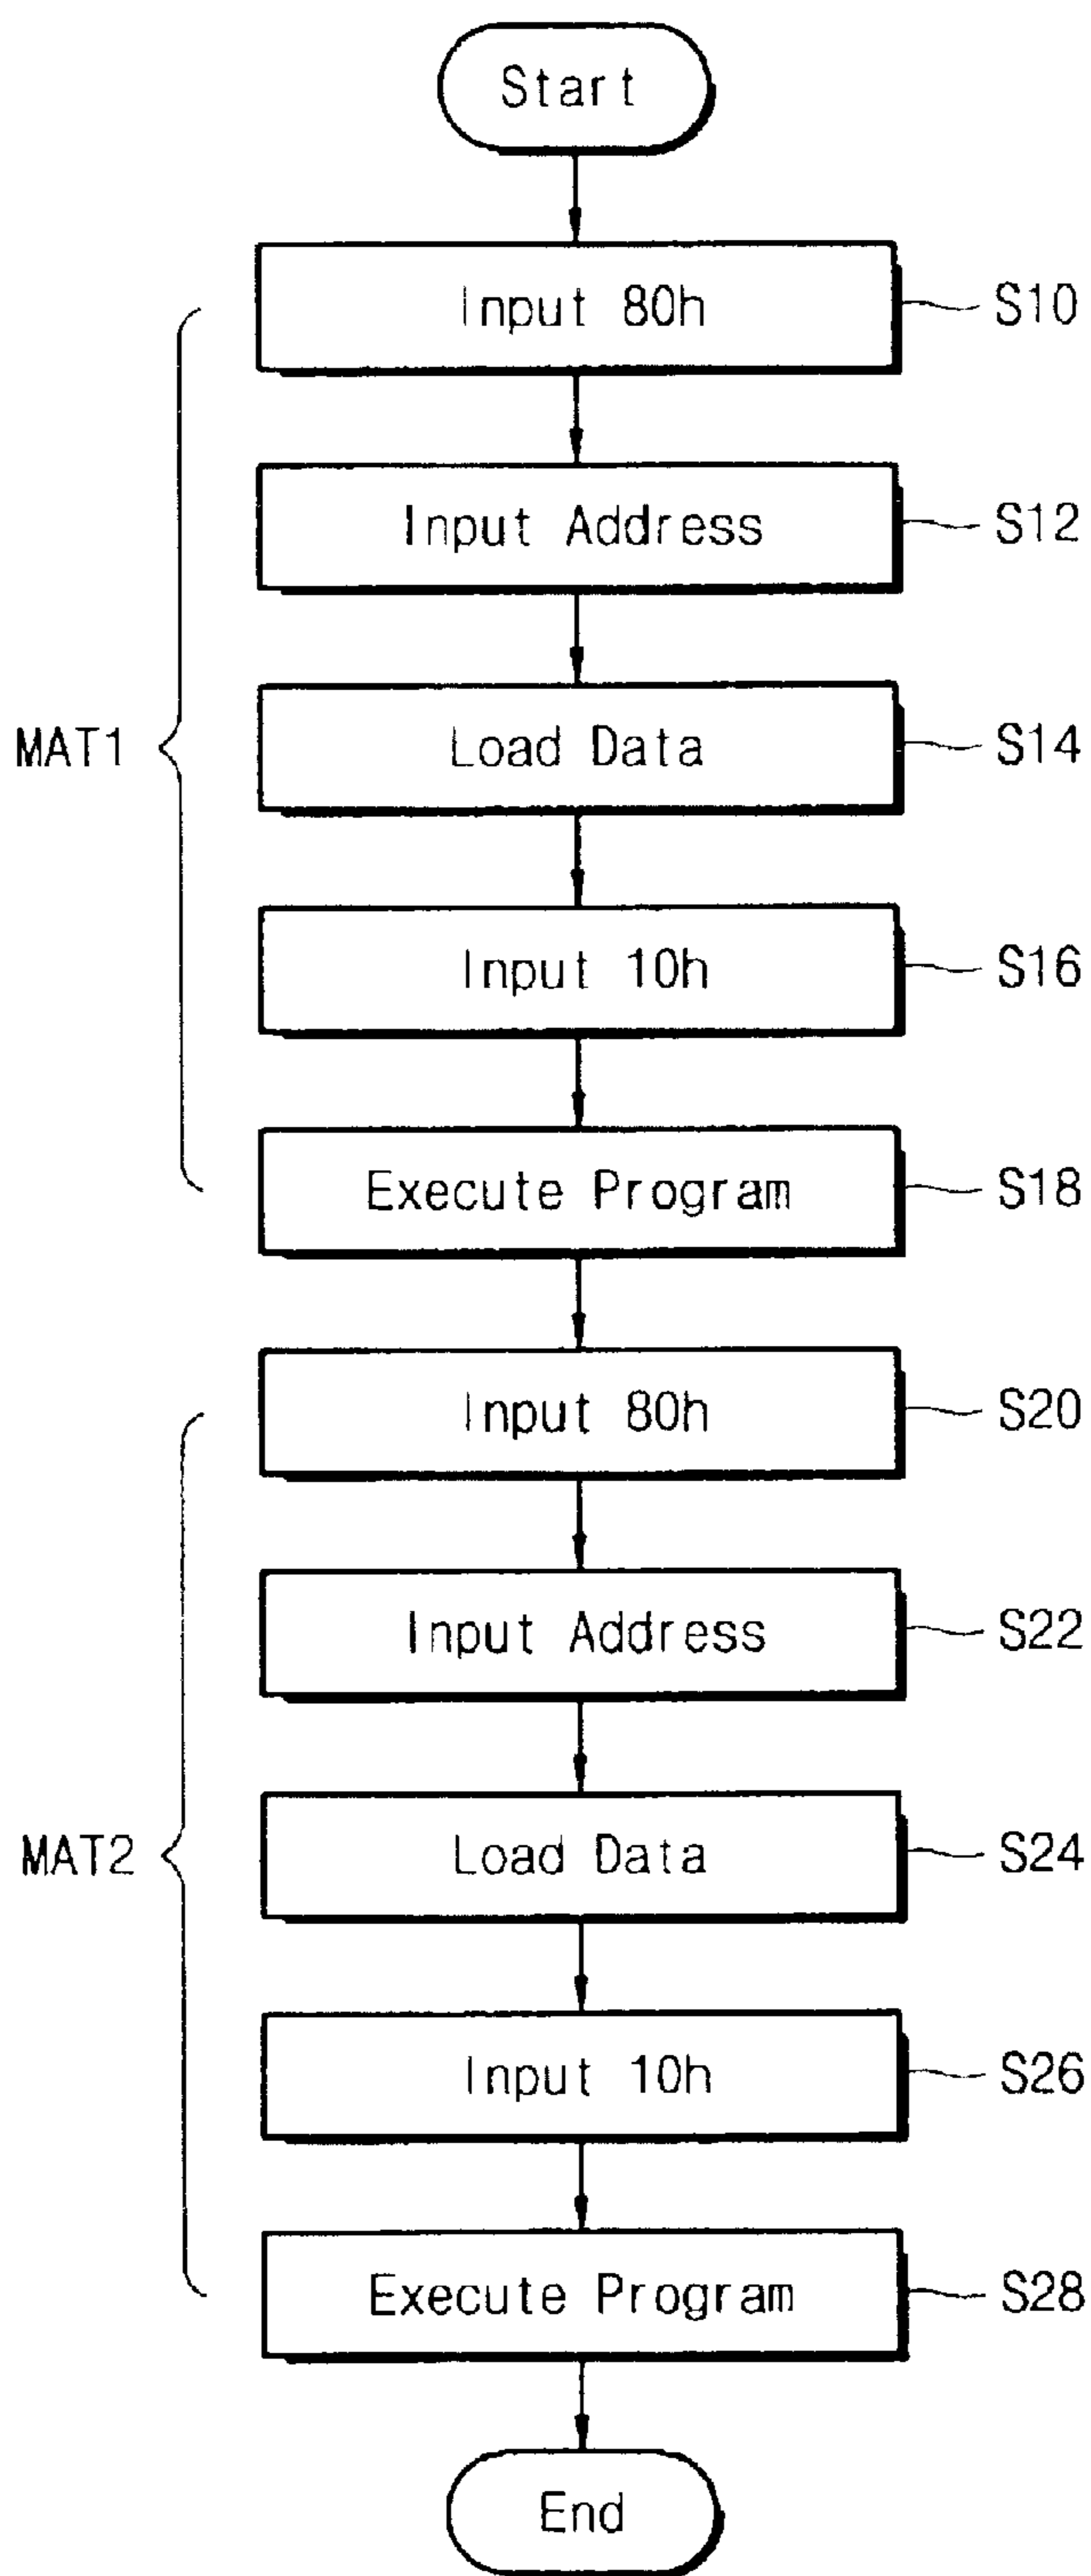 Start
Input 80h
S10
Input Address
S12
MAT1
Load Data
S14
Input 10h
S16
Execute Program
S18
Input 80h
S20
Input Address
S22
MAT2
Load Data
S24
Input 10h
S26
Execute Program
S28
End